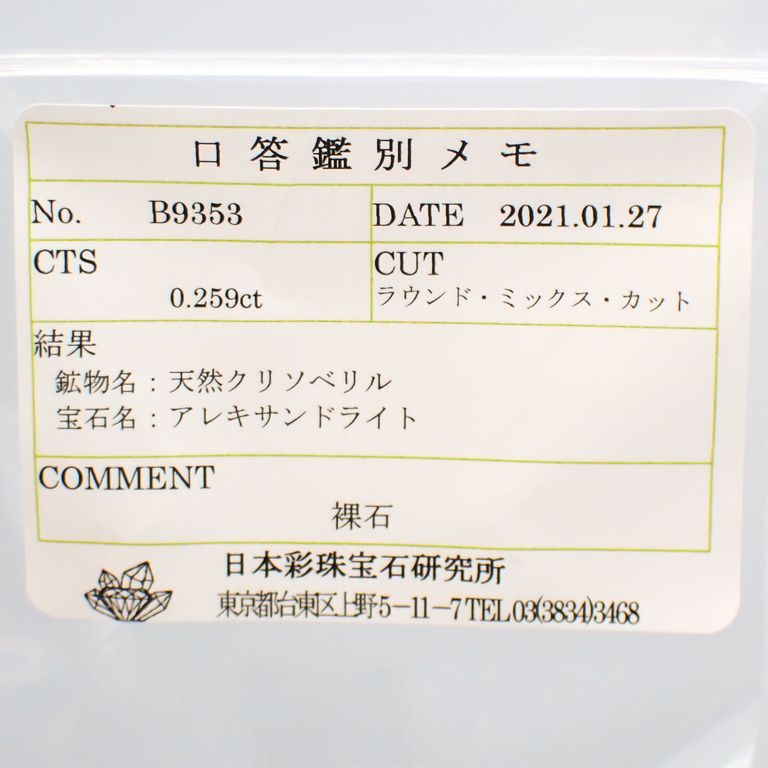 口答鑑別メモ
No. B9353 DATE 2021.01.27
CTS CUT
0.259ct ラウンド・ミックス・カット
結果
鉱物名：天然クリソベリル
宝石名：アレキサンドライト
COMMENT
裸石
日本彩珠宝石研究所
東京都台東区上野5-11-7 TEL 03(3834)3468